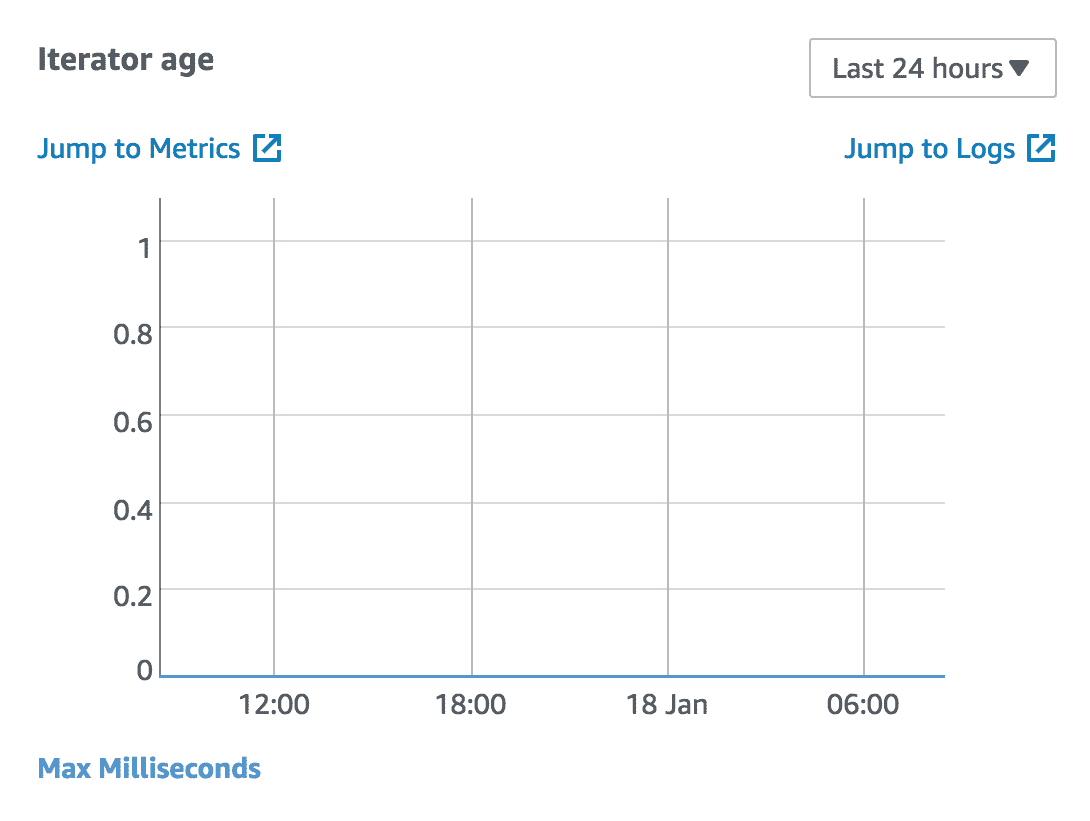 Iterator age
Last 24 hours
Jump to Metrics
Jump to Logs
1
0.8
0.6
0.4
0.2
0
12:00
18:00
18 Jan
06:00
Max Milliseconds